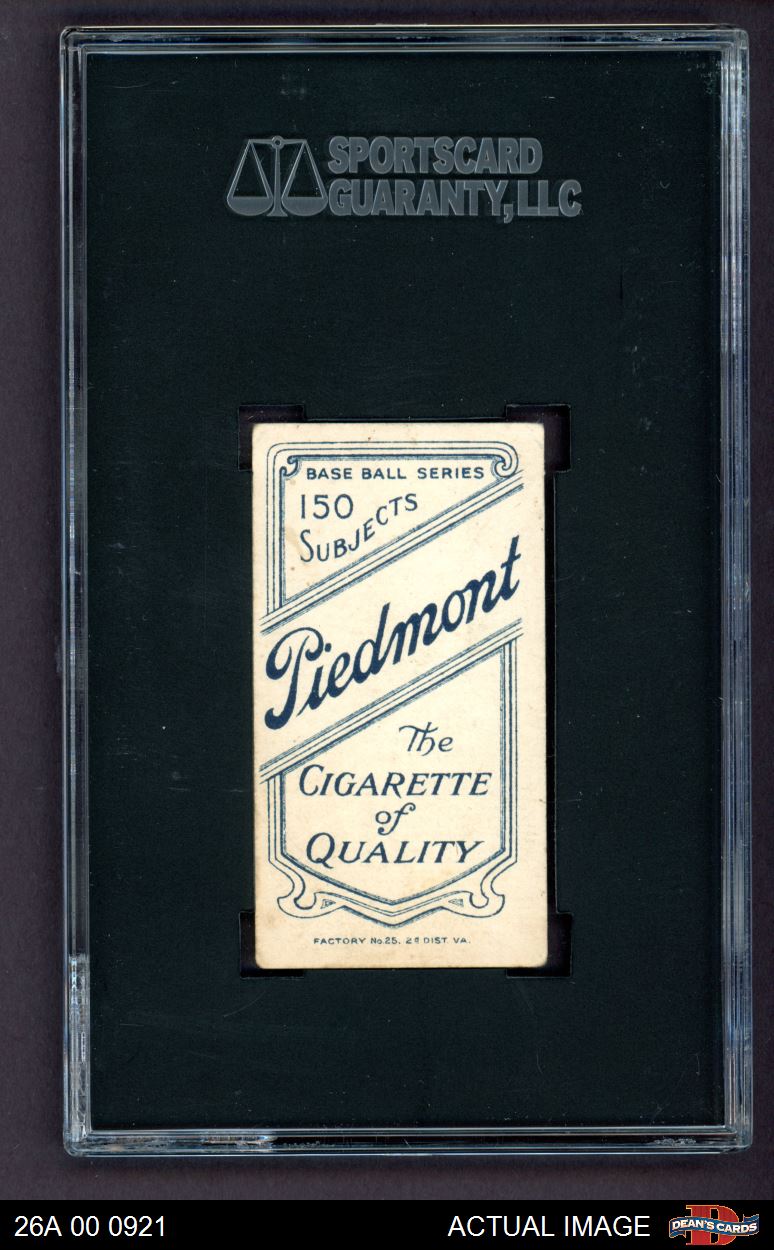 SPORTSCARD
GUARANTY, LLC
BASE BALL SERIES
150
SUBJECTS
Piedmont
The
CIGARETTE
of
QUALITY
FACTORY No.25. 2d DIST. VA.
26A 00 0921
ACTUAL IMAGE
DEAN'S CARDS